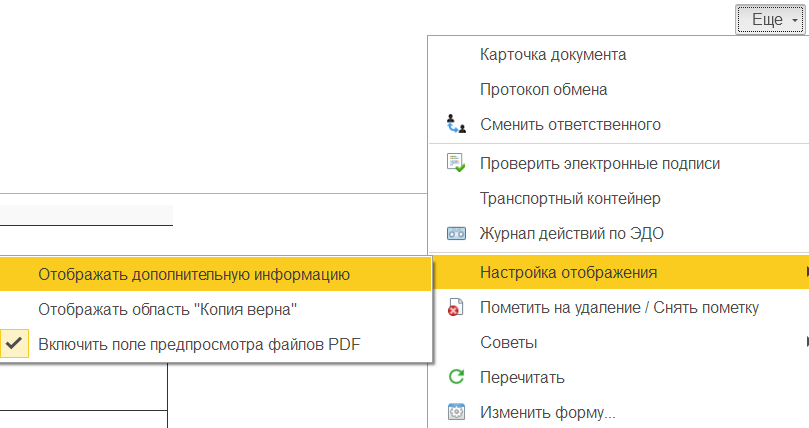 Еще
Карточка документа
Протокол обмена
Сменить ответственного
Проверить электронные подписи
Транспортный контейнер
Журнал действий по ЭДО
Настройка отображения
Отображать дополнительную информацию
Отображать область "Копия верна"
Включить поле предпросмотра файлов PDF
Пометить на удаление / Снять пометку
Советы
Перечитать
Изменить форму...